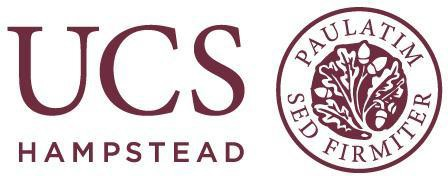 UCS
HAMPSTEAD
PAULATIM
SED FIRMITER